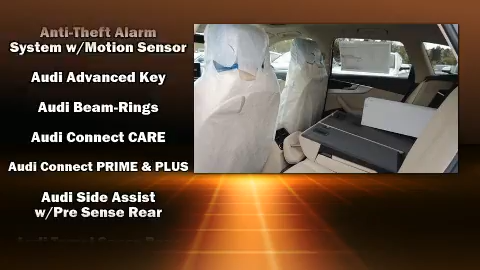 Anti-Theft Alarm
System w/Motion Sensor
Audi Advanced Key
Audi Beam-Rings
Audi Connect CARE
Audi Connect PRIME & PLUS
Audi Side Assist
w/Pre Sense Rear